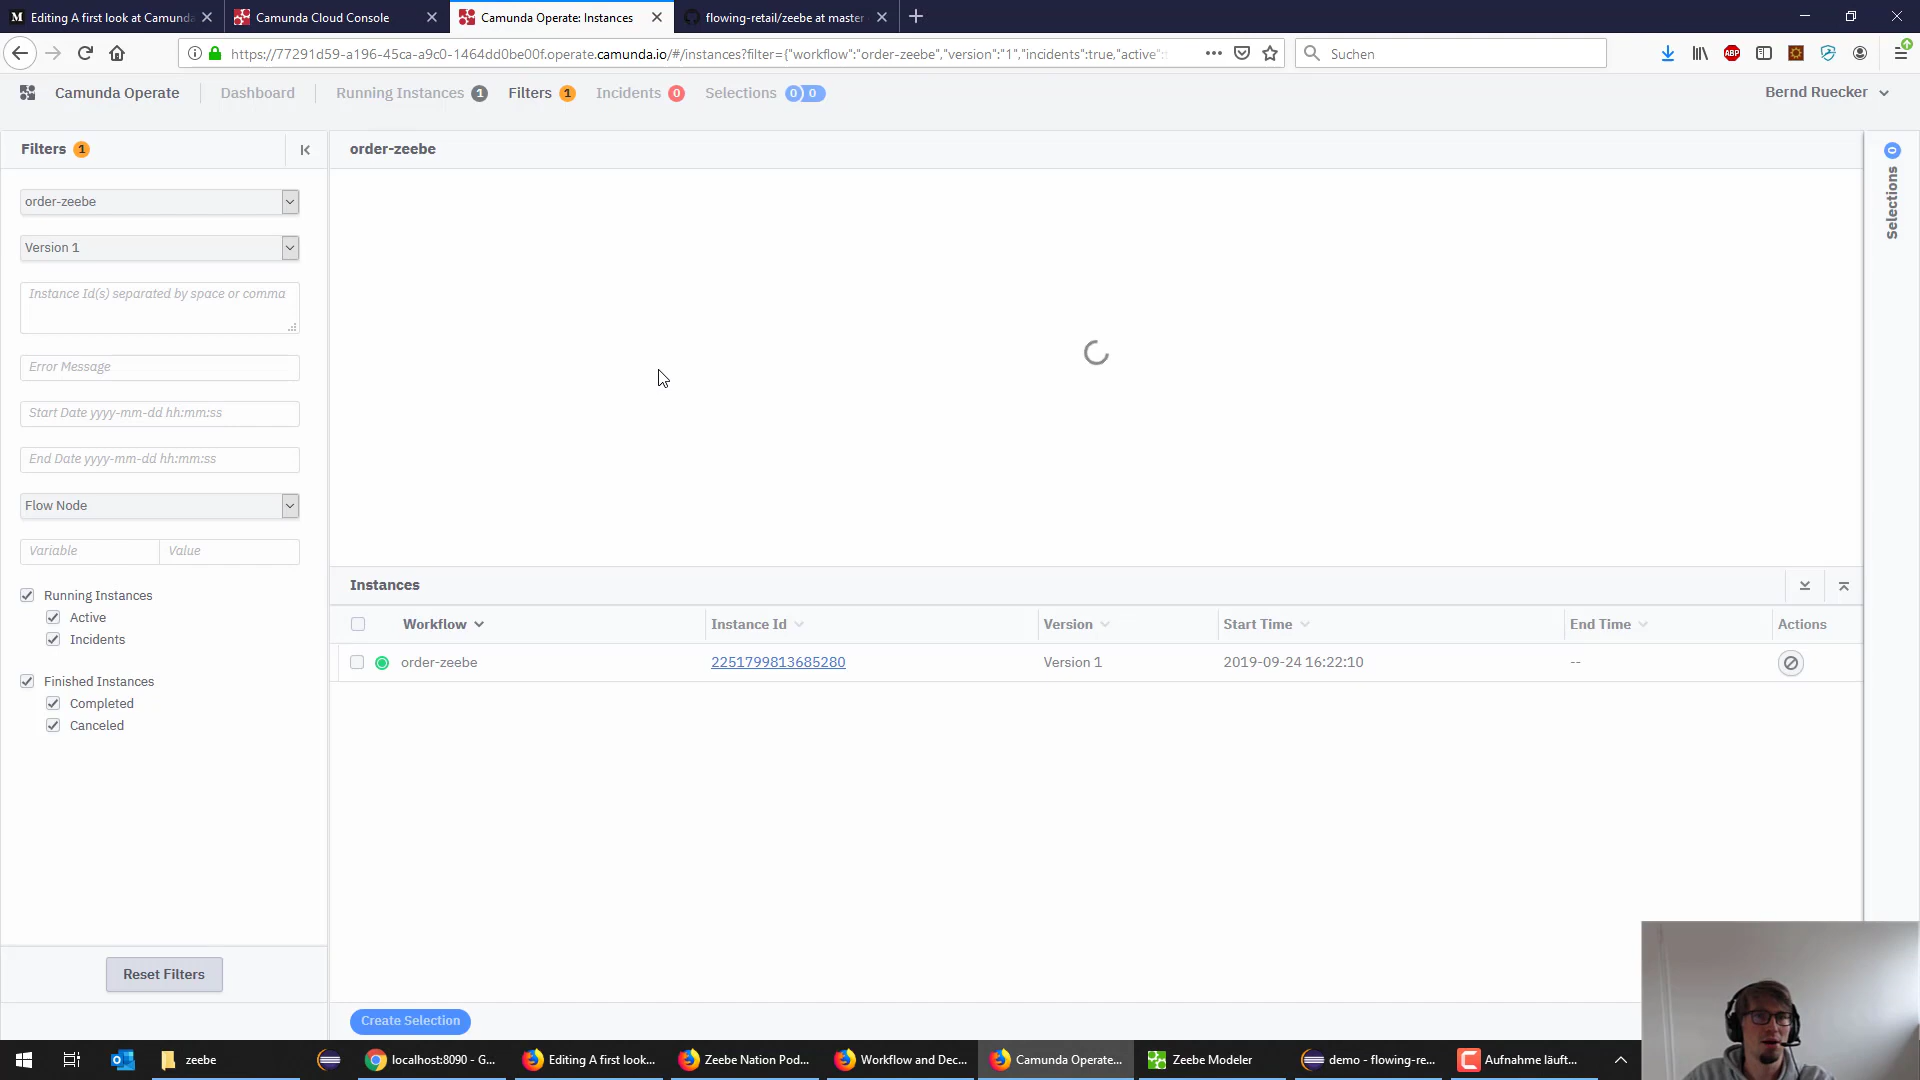 Editing A first look at Camunda
Camunda Cloud Console
Camunda Operate: Instances
flowing-retail/zeebe at master
https://77291d59-a196-45ca-a9c0-1464dd0be00f.operate.camunda.io/#/instances?filter={"workflow":"order-zeebe","version":"1","incidents":true,"active":
Suchen
ABP
Camunda Operate
Dashboard
Running Instances 1
Filters 1
Incidents 0
Selections 0 0
Bernd Ruecker
Filters 1
order-zeebe
0
Selections
order-zeebe
Version 1
Instance Id(s) separated by space or comma
Error Message
Start Date yyyy-mm-dd hh:mm:ss
End Date yyyy-mm-dd hh:mm:ss
Flow Node
Variable
Value
Running Instances
Active
Incidents
Finished Instances
Completed
Canceled
Reset Filters
Instances
Workflow
Instance Id
Version
Start Time
End Time
Actions
order-zeebe
2251799813685280
Version 1
2019-09-24 16:22:10
--
Create Selection
zeebe
localhost:8090 - G...
Editing A first look...
Zeebe Nation Pod...
Workflow and Dec...
Camunda Operate...
Zeebe Modeler
demo - flowing-re...
Aufnahme läuft...